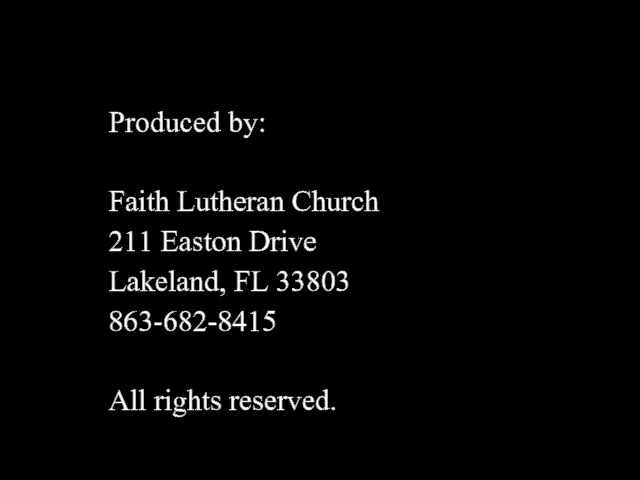 Produced by:
Faith Lutheran Church
211 Easton Drive
Lakeland, FL 33803
863-682-8415
All rights reserved.